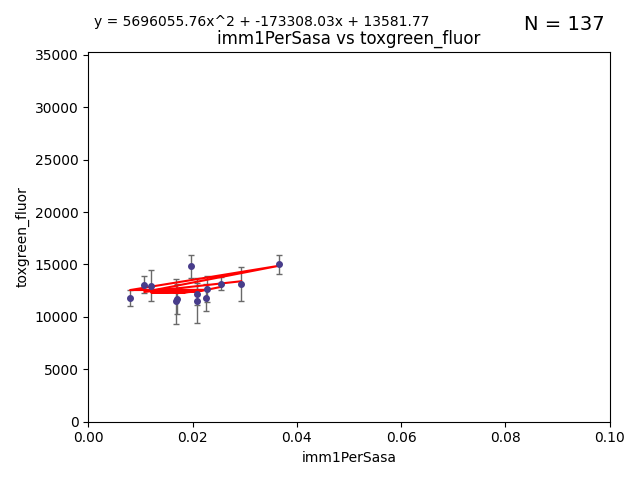 y = 5696055.76x^2 + -173308.03x + 13581.77
N = 137
imm1PerSasa vs toxgreen_fluor
35000
30000
25000
20000
15000
10000
5000
0
toxgreen_fluor
0.00 0.02 0.04 0.06 0.08 0.10
imm1PerSasa